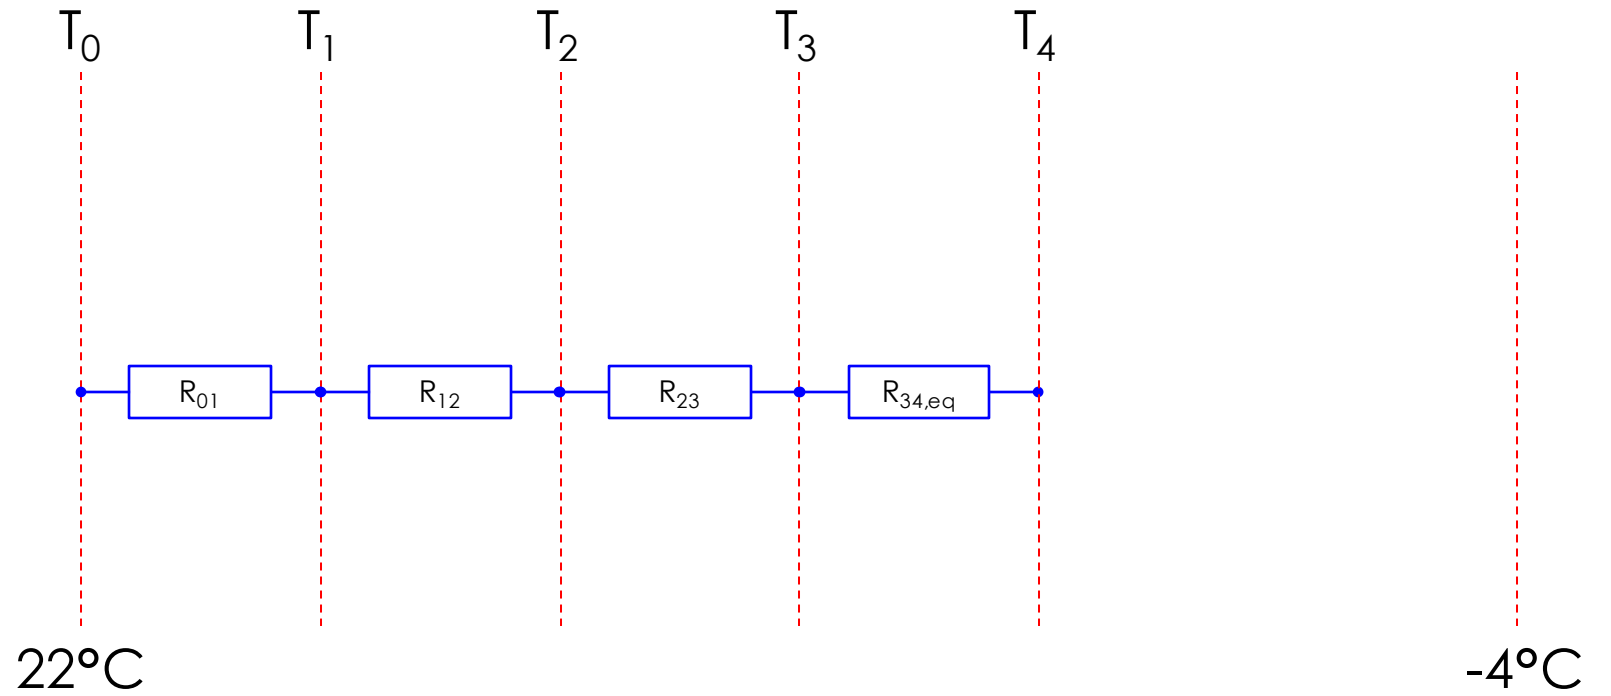 T₀ T₁ T₂ T₃ T₄
R₀₁ R₁₂ R₂₃ R₃₄,eq
22°C -4°C